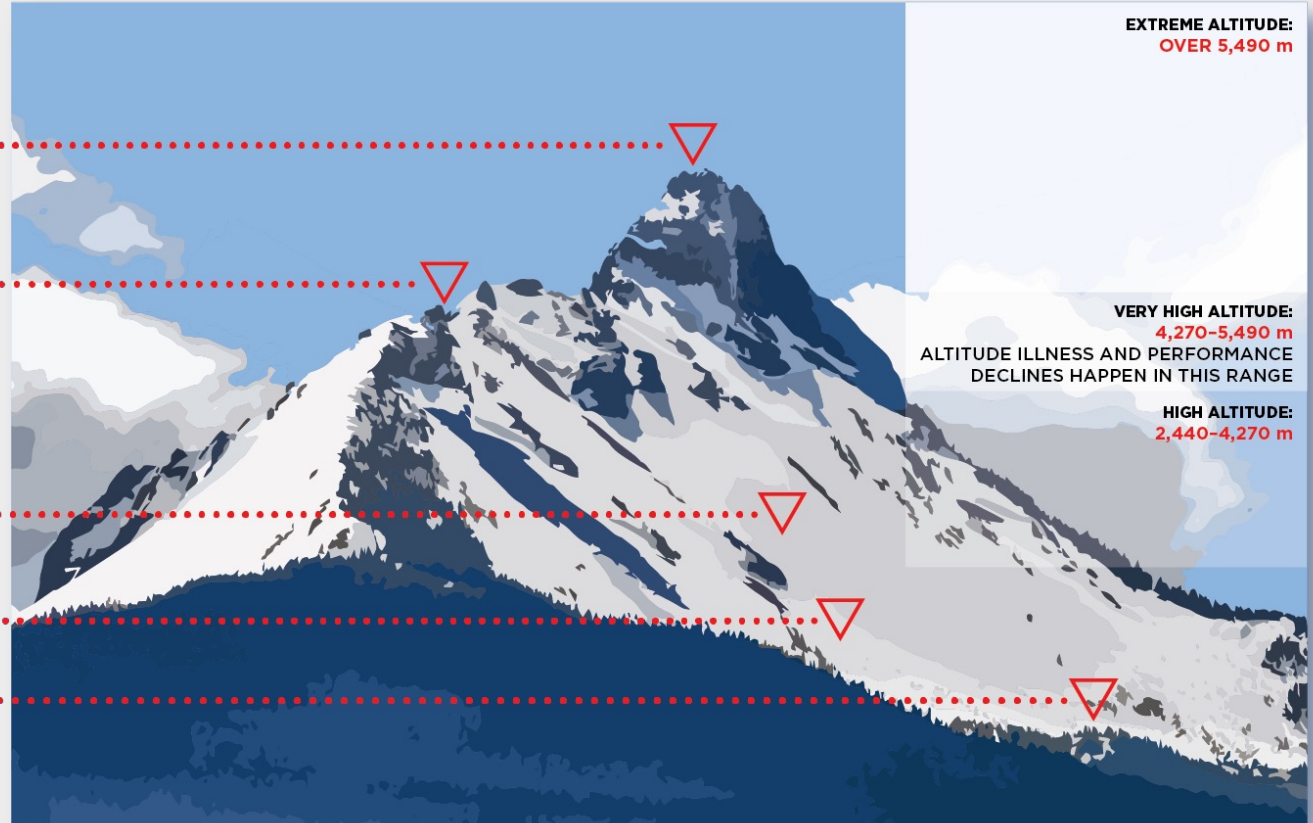 EXTREME ALTITUDE:
OVER 5,490 m
VERY HIGH ALTITUDE:
4,270–5,490 m
ALTITUDE ILLNESS AND PERFORMANCE
DECLINES HAPPEN IN THIS RANGE
HIGH ALTITUDE:
2,440–4,270 m